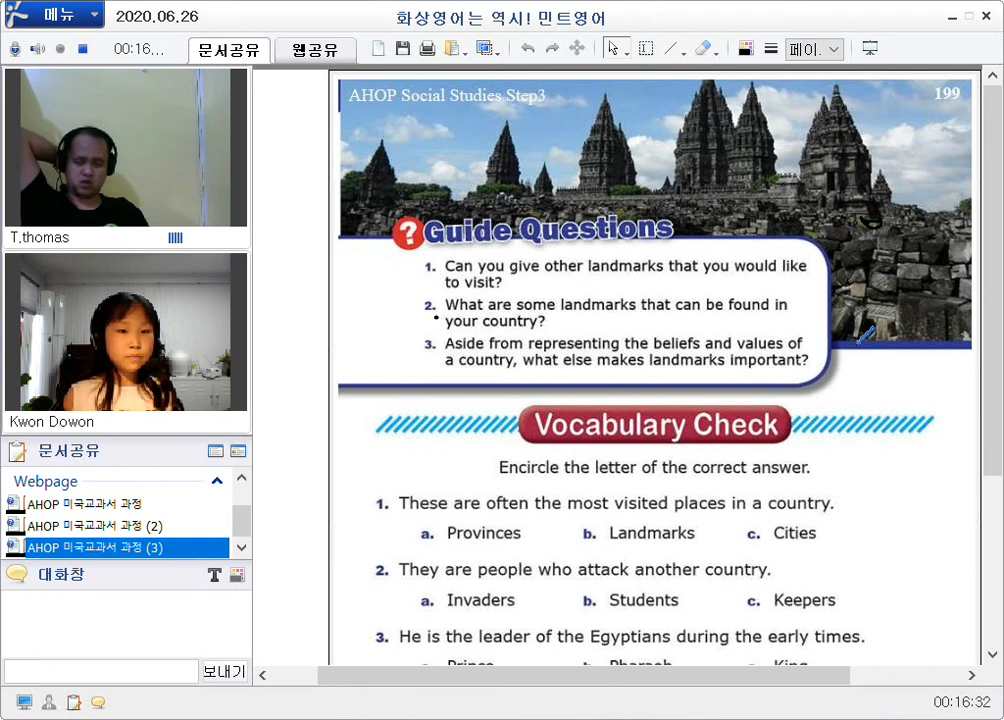 메뉴
2020.06.26
화상영어는 역시! 민트영어
00:16...
문서공유
웹공유
페이.
T.thomas
Kwon Dowon
문서공유
Webpage
AHOP 미국교과서 과정
AHOP 미국교과서 과정 (2)
AHOP 미국교과서 과정 (3)
대화창
T
보내기
AHOP Social Studies Step3
199
? Guide Questions
1. Can you give other landmarks that you would like
to visit?
2. What are some landmarks that can be found in
your country?
3. Aside from representing the beliefs and values of
a country, what else makes landmarks important?
Vocabulary Check
Encircle the letter of the correct answer.
1. These are often the most visited places in a country.
a. Provinces b. Landmarks c. Cities
2. They are people who attack another country.
a. Invaders b. Students c. Keepers
3. He is the leader of the Egyptians during the early times.
a. Prince b. Pharaoh c. King
00:16:32